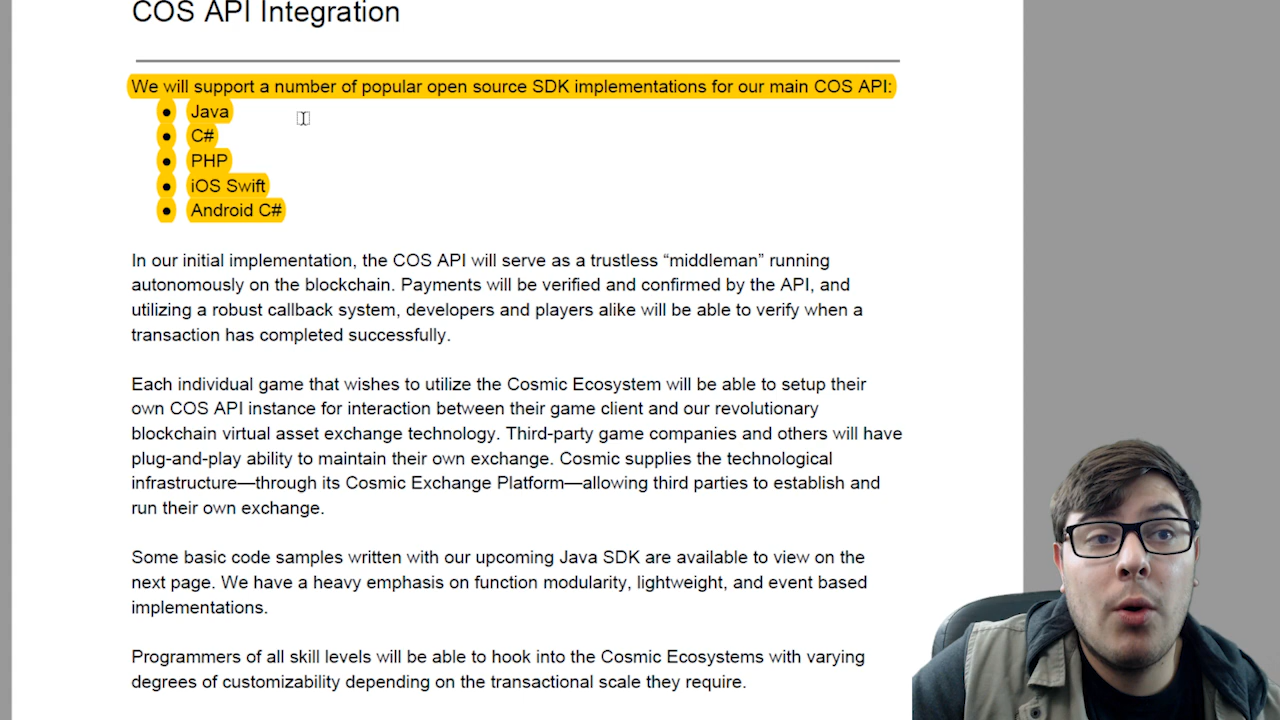 COS API Integration
We will support a number of popular open source SDK implementations for our main COS API:
● Java
● C#
● PHP
● iOS Swift
● Android C#
In our initial implementation, the COS API will serve as a trustless “middleman” running
autonomously on the blockchain. Payments will be verified and confirmed by the API, and
utilizing a robust callback system, developers and players alike will be able to verify when a
transaction has completed successfully.
Each individual game that wishes to utilize the Cosmic Ecosystem will be able to setup their
own COS API instance for interaction between their game client and our revolutionary
blockchain virtual asset exchange technology. Third-party game companies and others will have
plug-and-play ability to maintain their own exchange. Cosmic supplies the technological
infrastructure—through its Cosmic Exchange Platform—allowing third parties to establish and
run their own exchange.
Some basic code samples written with our upcoming Java SDK are available to view on the
next page. We have a heavy emphasis on function modularity, lightweight, and event based
implementations.
Programmers of all skill levels will be able to hook into the Cosmic Ecosystems with varying
degrees of customizability depending on the transactional scale they require.